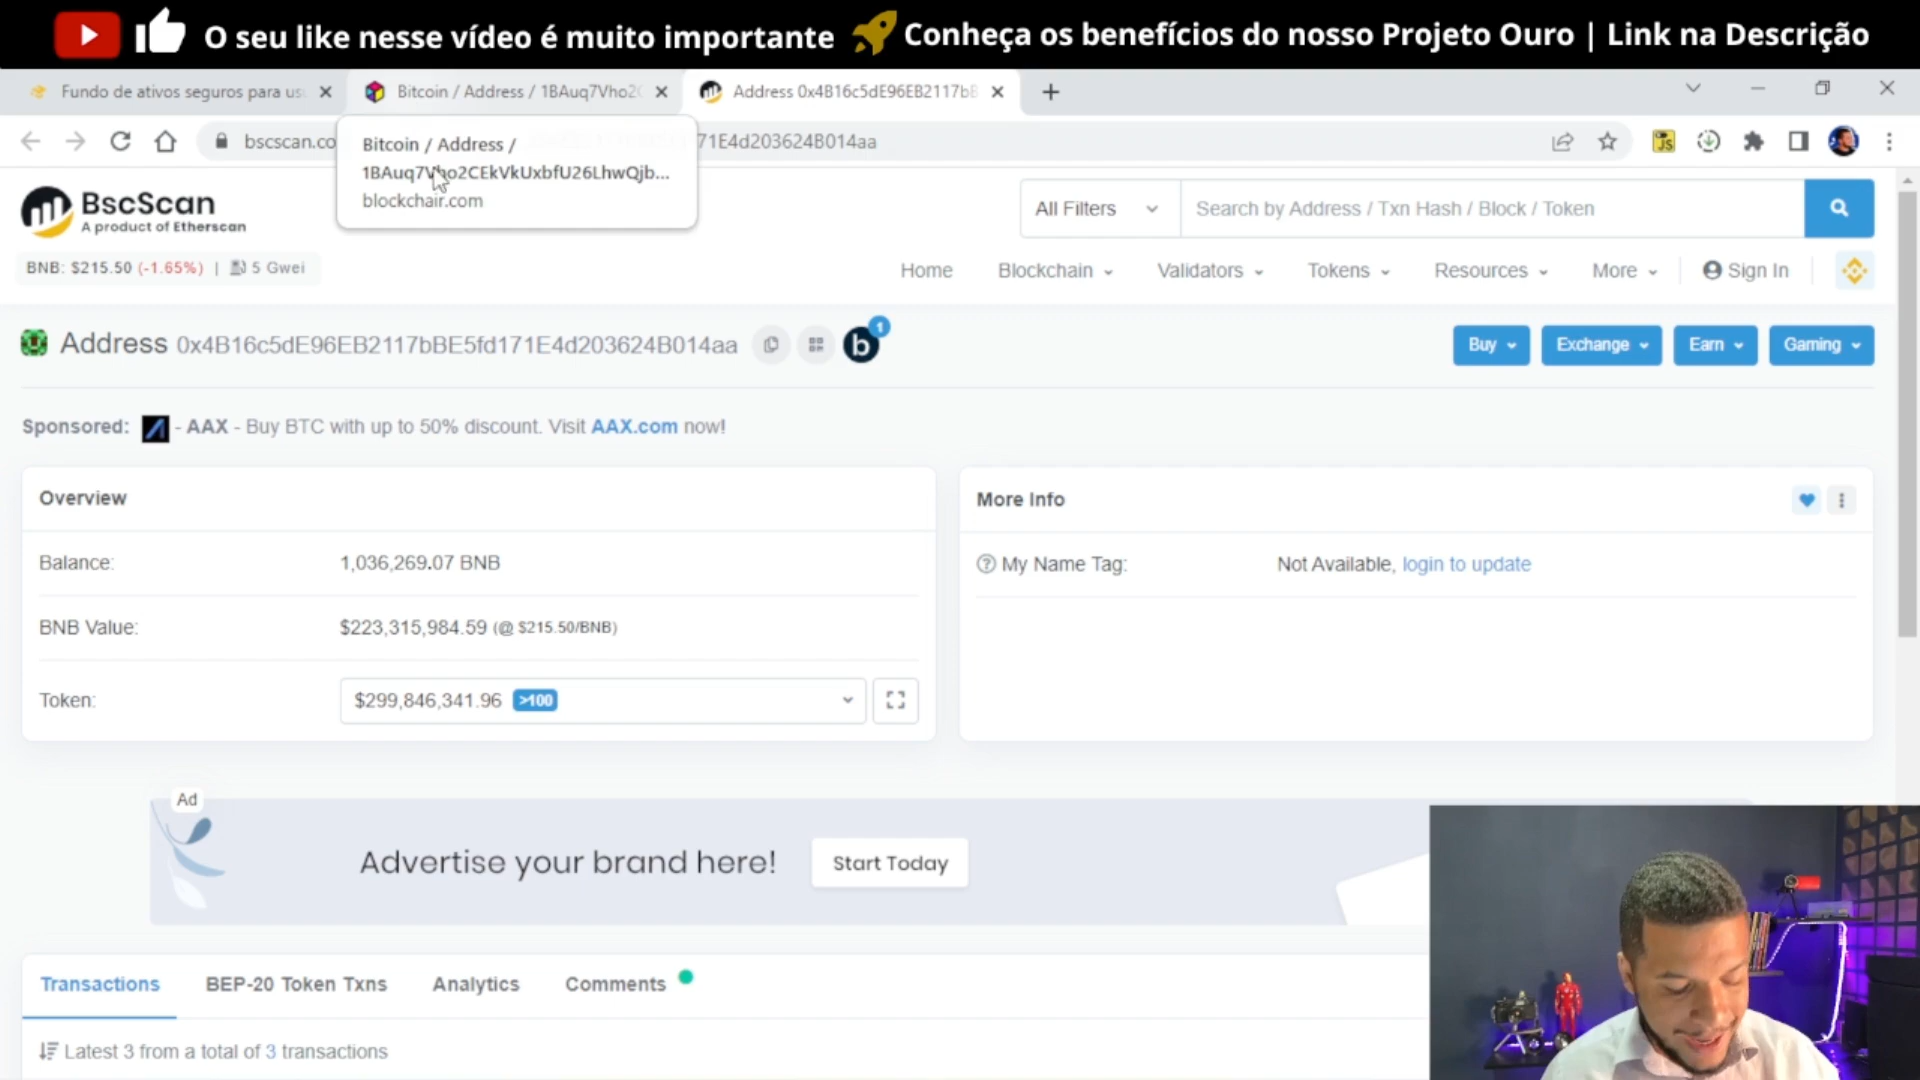 O seu like nesse vídeo é muito importante
Conheça os benefícios do nosso Projeto Ouro | Link na Descrição
Fundo de ativos seguros para us
Bitcoin / Address / 1BAuq7Vho2
Address 0x4B16c5dE96EB2117bB
bscscan.co
71E4d203624B014aa
Bitcoin / Address /
1BAuq7Vho2CEkVkUxbfU26LhwQjb...
blockchair.com
BscScan
A product of Etherscan
All Filters
Search by Address / Txn Hash / Block / Token
BNB: $215.50 (-1.65%) | 5 Gwei
Home
Blockchain
Validators
Tokens
Resources
More
Sign In
Address 0x4B16c5dE96EB2117bBE5fd171E4d203624B014aa
1
Buy
Exchange
Earn
Gaming
Sponsored: - AAX - Buy BTC with up to 50% discount. Visit AAX.com now!
Overview
Balance: 1,036,269.07 BNB
BNB Value: $223,315,984.59 (@ $215.50/BNB)
Token: $299,846,341.96 >100
More Info
My Name Tag: Not Available, login to update
Ad
Advertise your brand here!
Start Today
Transactions
BEP-20 Token Txns
Analytics
Comments
Latest 3 from a total of 3 transactions